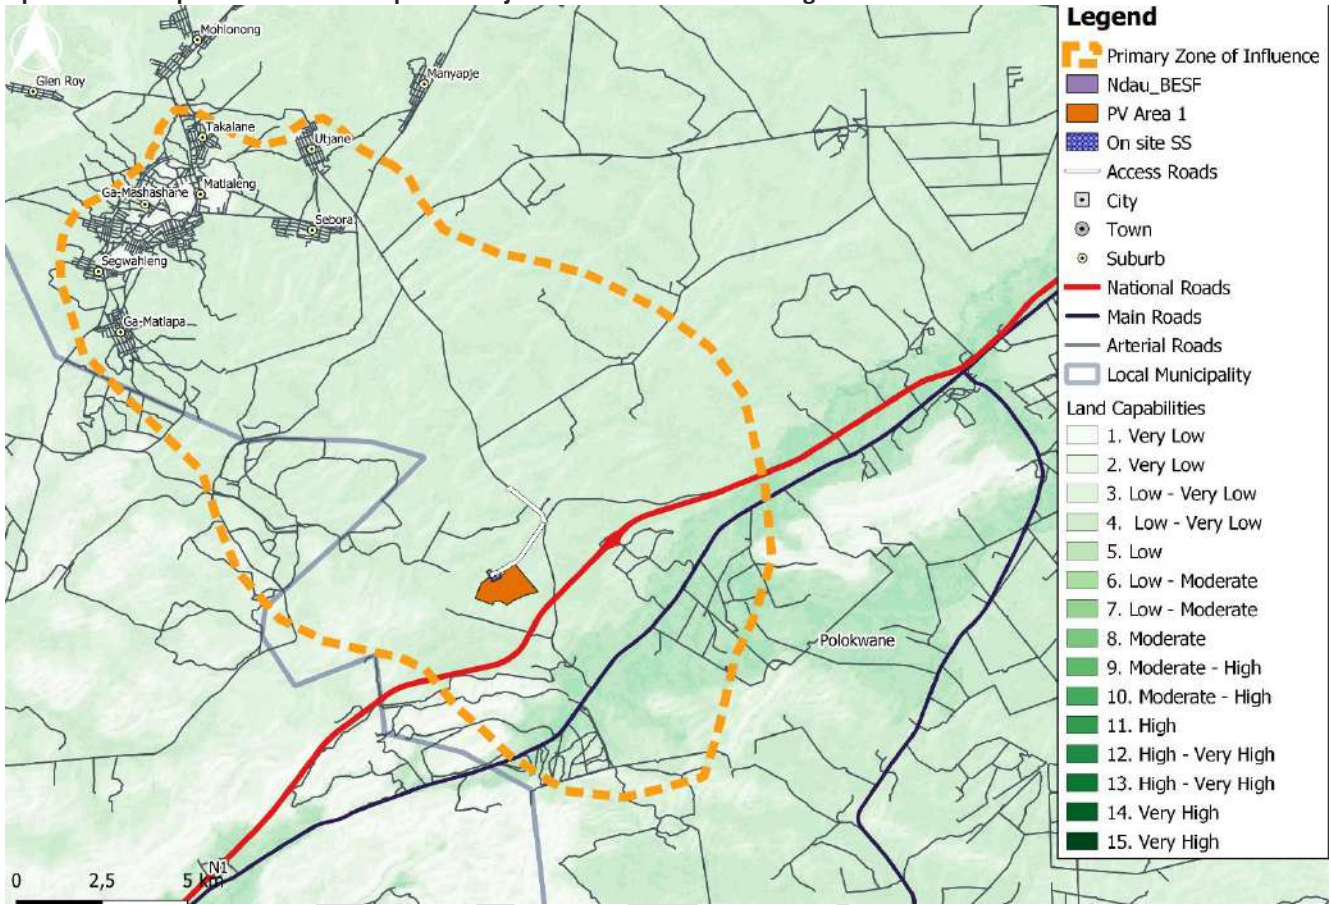 Mohlonong
Glen Roy
Manyapje
Takalane
Utjane
Ga-Mashashane
Matlaleng
Sebora
Segwahleng
Ga-Matlapa
Polokwane
N1
0 2,5 5 km
Legend
Primary Zone of Influence
Ndau_BESF
PV Area 1
On site SS
Access Roads
City
Town
Suburb
National Roads
Main Roads
Arterial Roads
Local Municipality
Land Capabilities
1. Very Low
2. Very Low
3. Low - Very Low
4. Low - Very Low
5. Low
6. Low - Moderate
7. Low - Moderate
8. Moderate
9. Moderate - High
10. Moderate - High
11. High
12. High - Very High
13. High - Very High
14. Very High
15. Very High